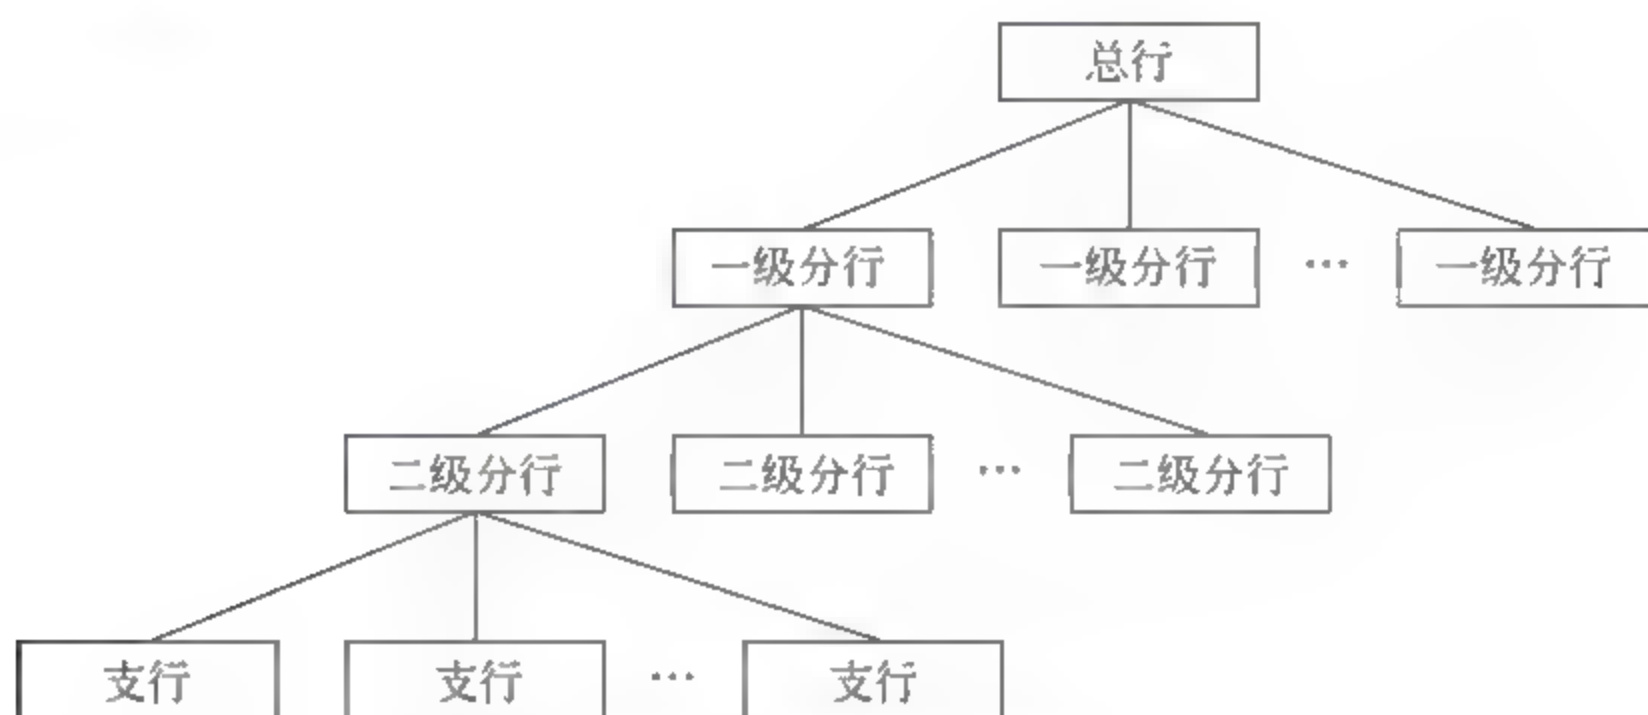 总行
一级分行 一级分行 … 一级分行
二级分行 二级分行 … 二级分行
支行 支行 … 支行